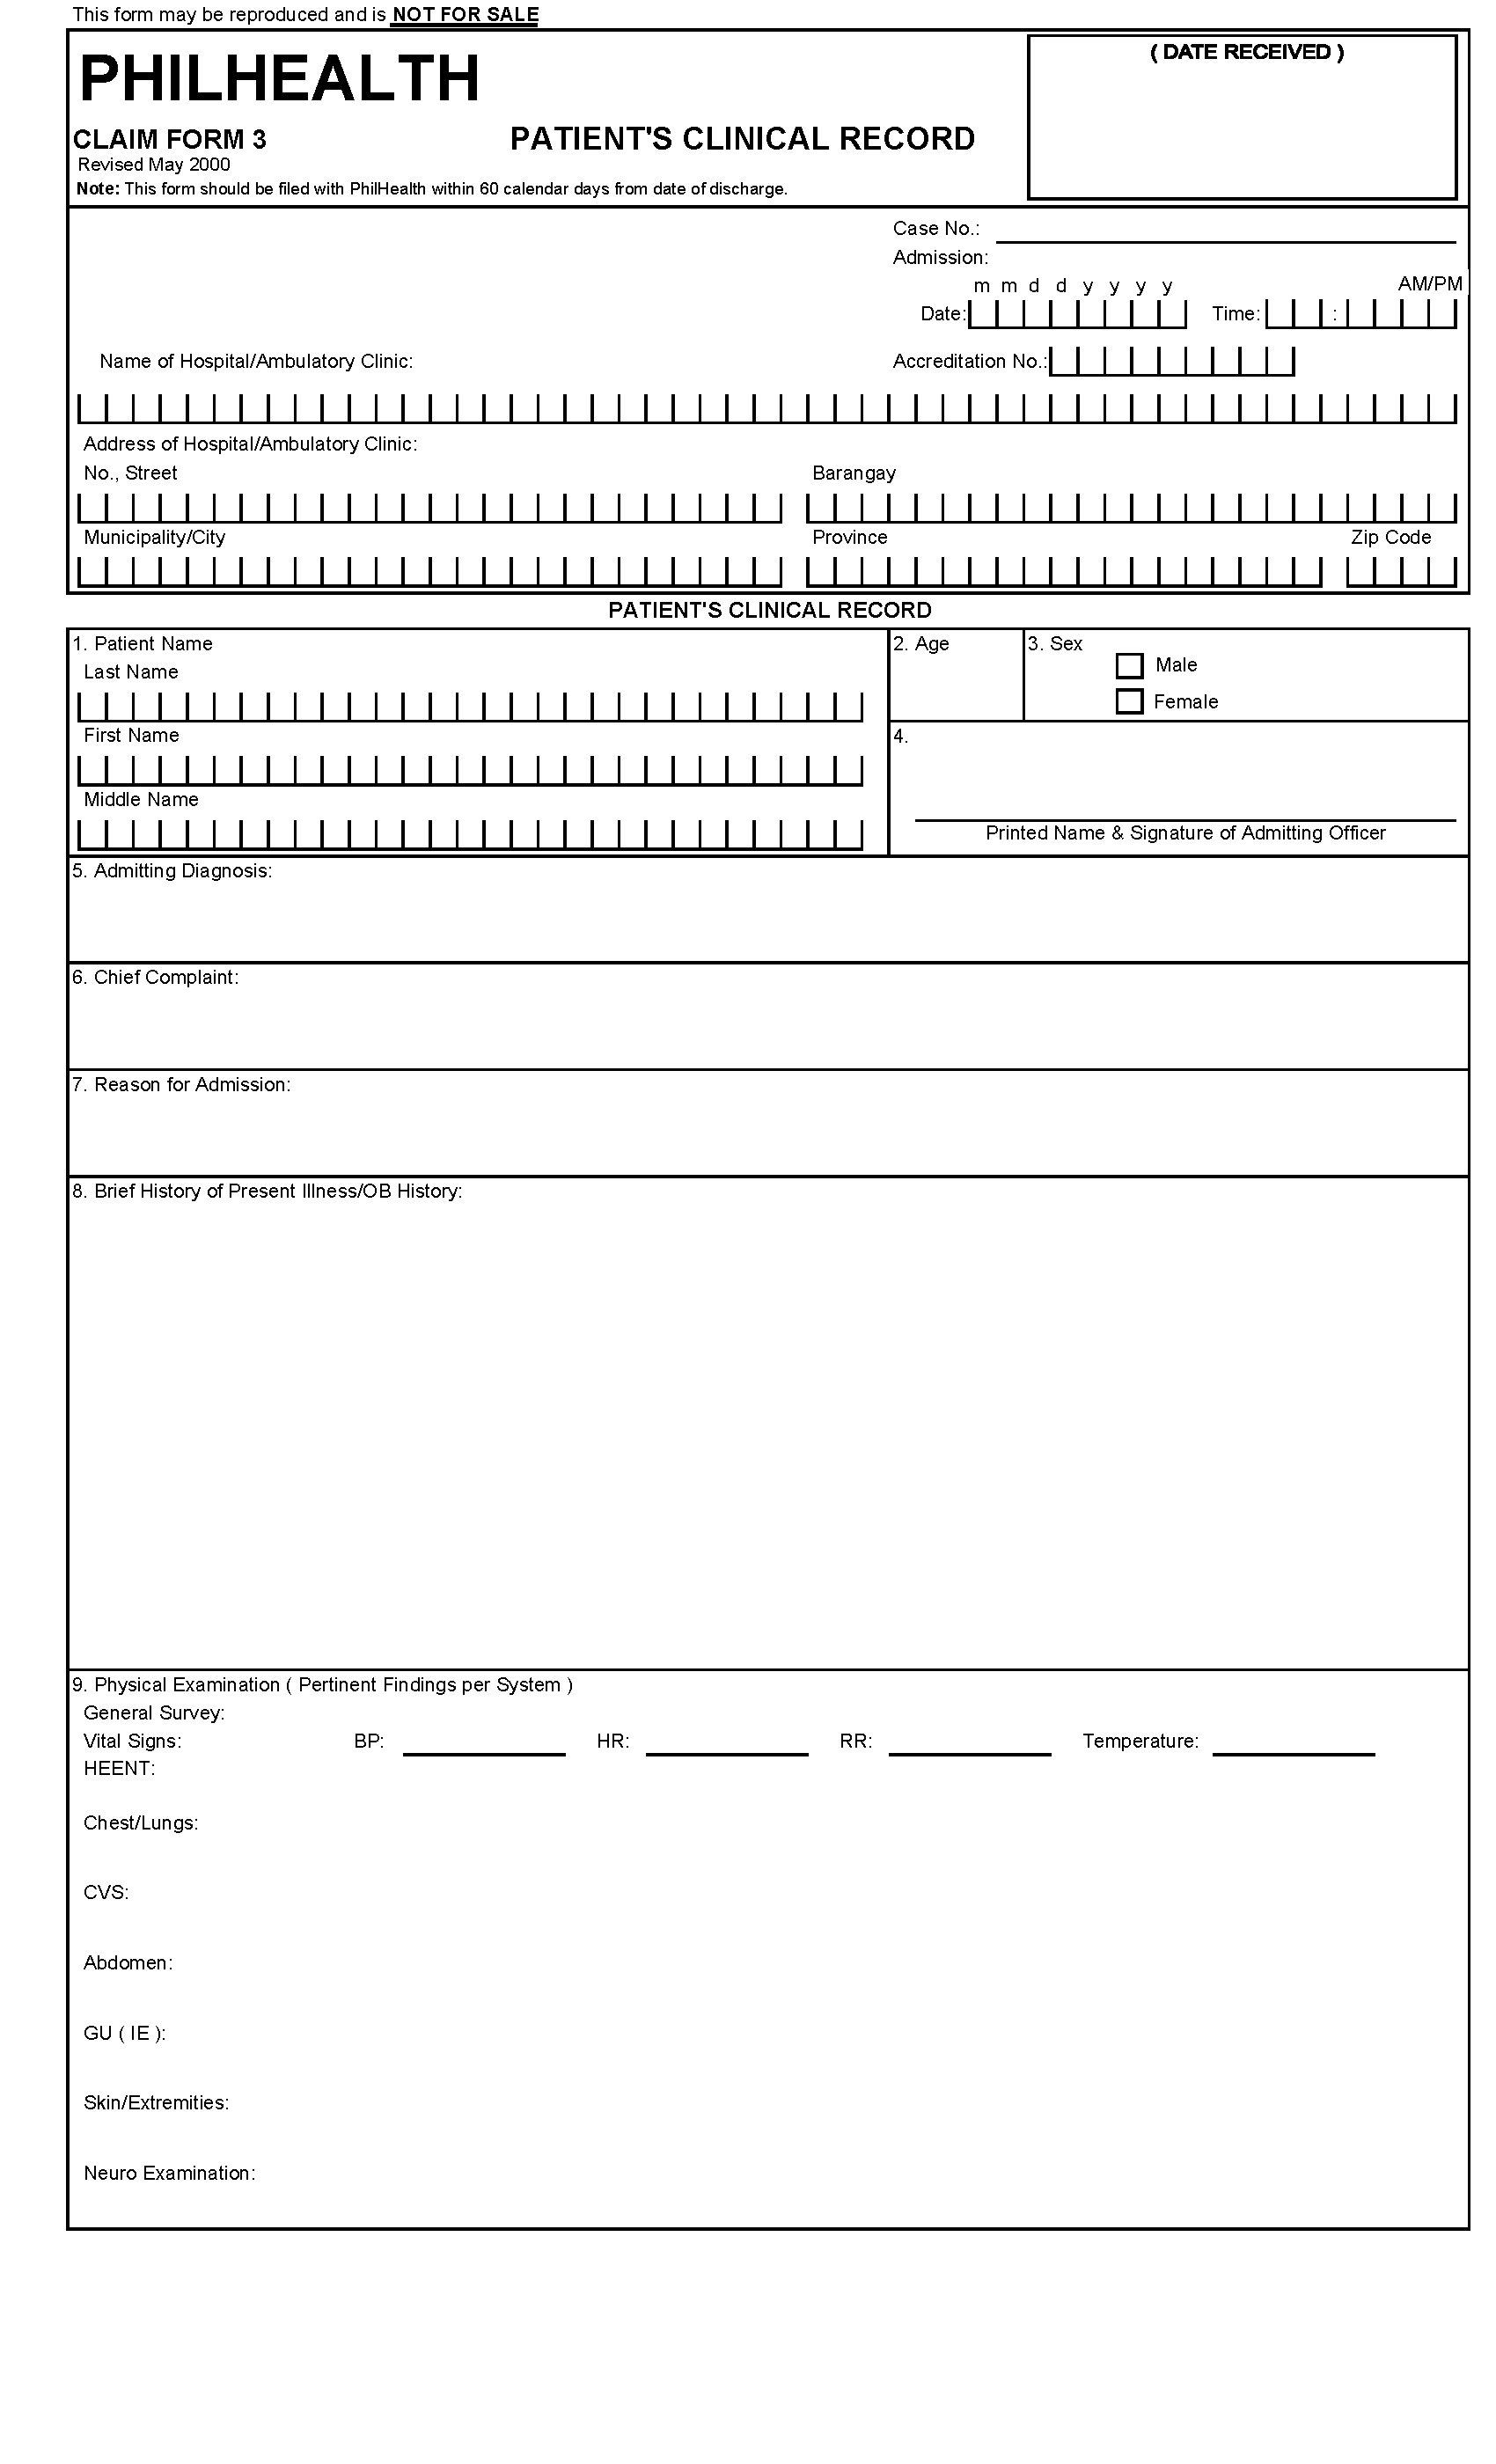 This form may be reproduced and is NOT FOR SALE
PHILHEALTH
( DATE RECEIVED )
CLAIM FORM 3 PATIENT'S CLINICAL RECORD
Revised May 2000
Note: This form should be filed with PhilHealth within 60 calendar days from date of discharge.
Case No.:
Admission:
m m d d y y y y AM/PM
Date: Time: :
Name of Hospital/Ambulatory Clinic: Accreditation No.:
Address of Hospital/Ambulatory Clinic:
No., Street Barangay
Municipality/City Province Zip Code
PATIENT'S CLINICAL RECORD
1. Patient Name 2. Age 3. Sex
Last Name Male
Female
First Name 4.
Middle Name
Printed Name & Signature of Admitting Officer
5. Admitting Diagnosis:
6. Chief Complaint:
7. Reason for Admission:
8. Brief History of Present Illness/OB History:
9. Physical Examination ( Pertinent Findings per System )
General Survey:
Vital Signs: BP: HR: RR: Temperature:
HEENT:
Chest/Lungs:
CVS:
Abdomen:
GU ( IE ):
Skin/Extremities:
Neuro Examination: